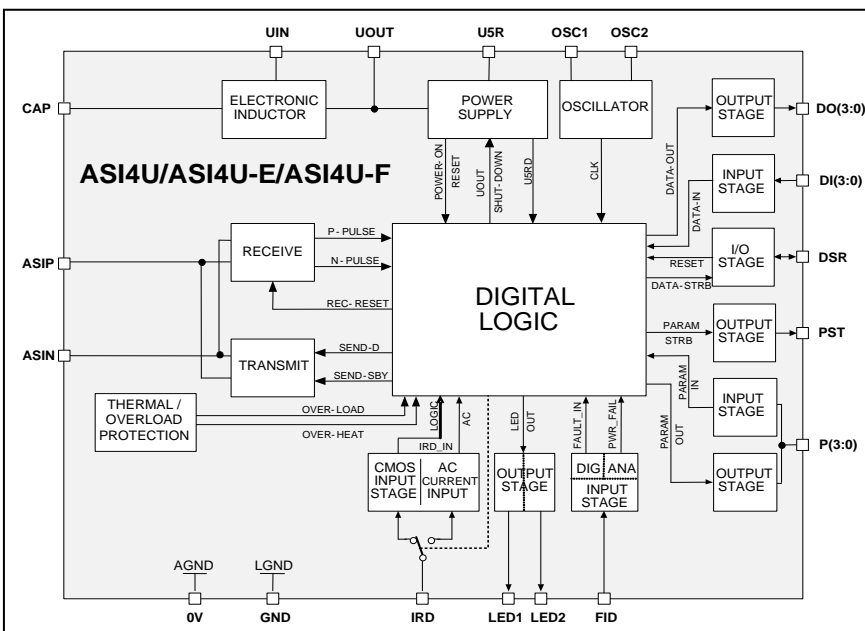 UIN
UOUT
U5R
OSC1
OSC2
CAP
ELECTRONIC
INDUCTOR
POWER
SUPPLY
OSCILLATOR
OUTPUT
STAGE
DO(3:0)
ASI4U/ASI4U-E/ASI4U-F
POWER-ON
RESET
UOUT
SHUT-DOWN
U5RD
CLK
DATA-OUT
DATA-IN
INPUT
STAGE
DI(3:0)
ASIP
RECEIVE
P-PULSE
N-PULSE
REC-RESET
DIGITAL
LOGIC
RESET
DATA-STRB
I/O
STAGE
DSR
ASIN
TRANSMIT
SEND-D
SEND-SBY
PARAM
STRB
OUTPUT
STAGE
PST
THERMAL /
OVERLOAD
PROTECTION
OVER-LOAD
OVER-HEAT
LOGIC
IRD_IN
AC
LED
OUT
FAULT_IN
PWR_FAIL
PARAM
IN
PARAM
OUT
INPUT
STAGE
P(3:0)
OUTPUT
STAGE
CMOS
INPUT
STAGE
AC
CURRENT
INPUT
OUTPUT
STAGE
DIG
ANA
INPUT
STAGE
AGND
LGND
0V
GND
IRD
LED1
LED2
FID